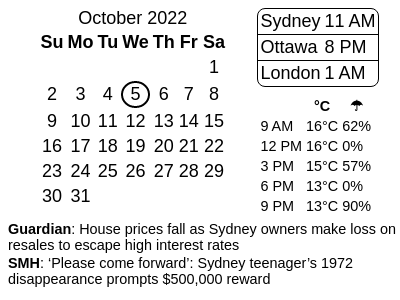 October 2022
Su Mo Tu We Th Fr Sa
1
2 3 4 5 6 7 8
9 10 11 12 13 14 15
16 17 18 19 20 21 22
23 24 25 26 27 28 29
30 31
Sydney 11 AM
Ottawa 8 PM
London 1 AM
°C ☂
9 AM 16°C 62%
12 PM 16°C 0%
3 PM 15°C 57%
6 PM 13°C 0%
9 PM 13°C 90%
Guardian: House prices fall as Sydney owners make loss on
resales to escape high interest rates
SMH: ‘Please come forward’: Sydney teenager’s 1972
disappearance prompts $500,000 reward